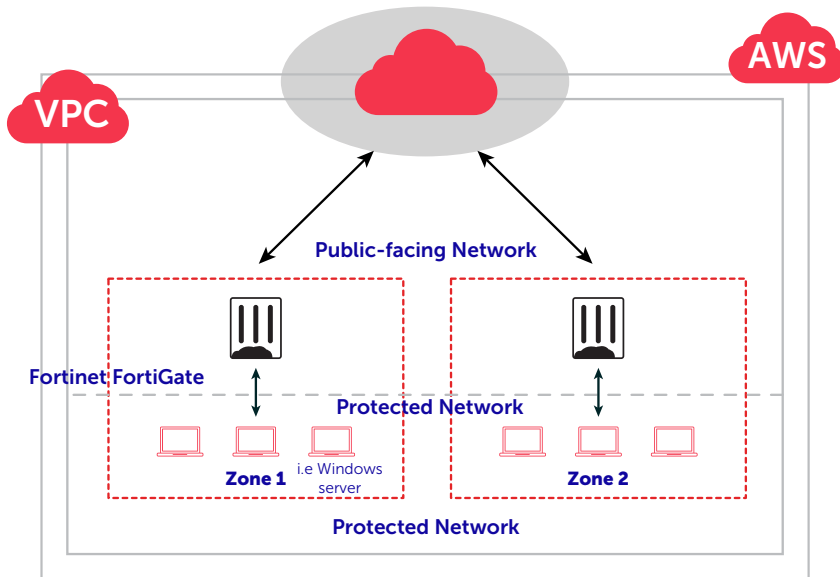 AWS
VPC
Public-facing Network
Fortinet FortiGate
Protected Network
Zone 1
i.e Windows
server
Zone 2
Protected Network